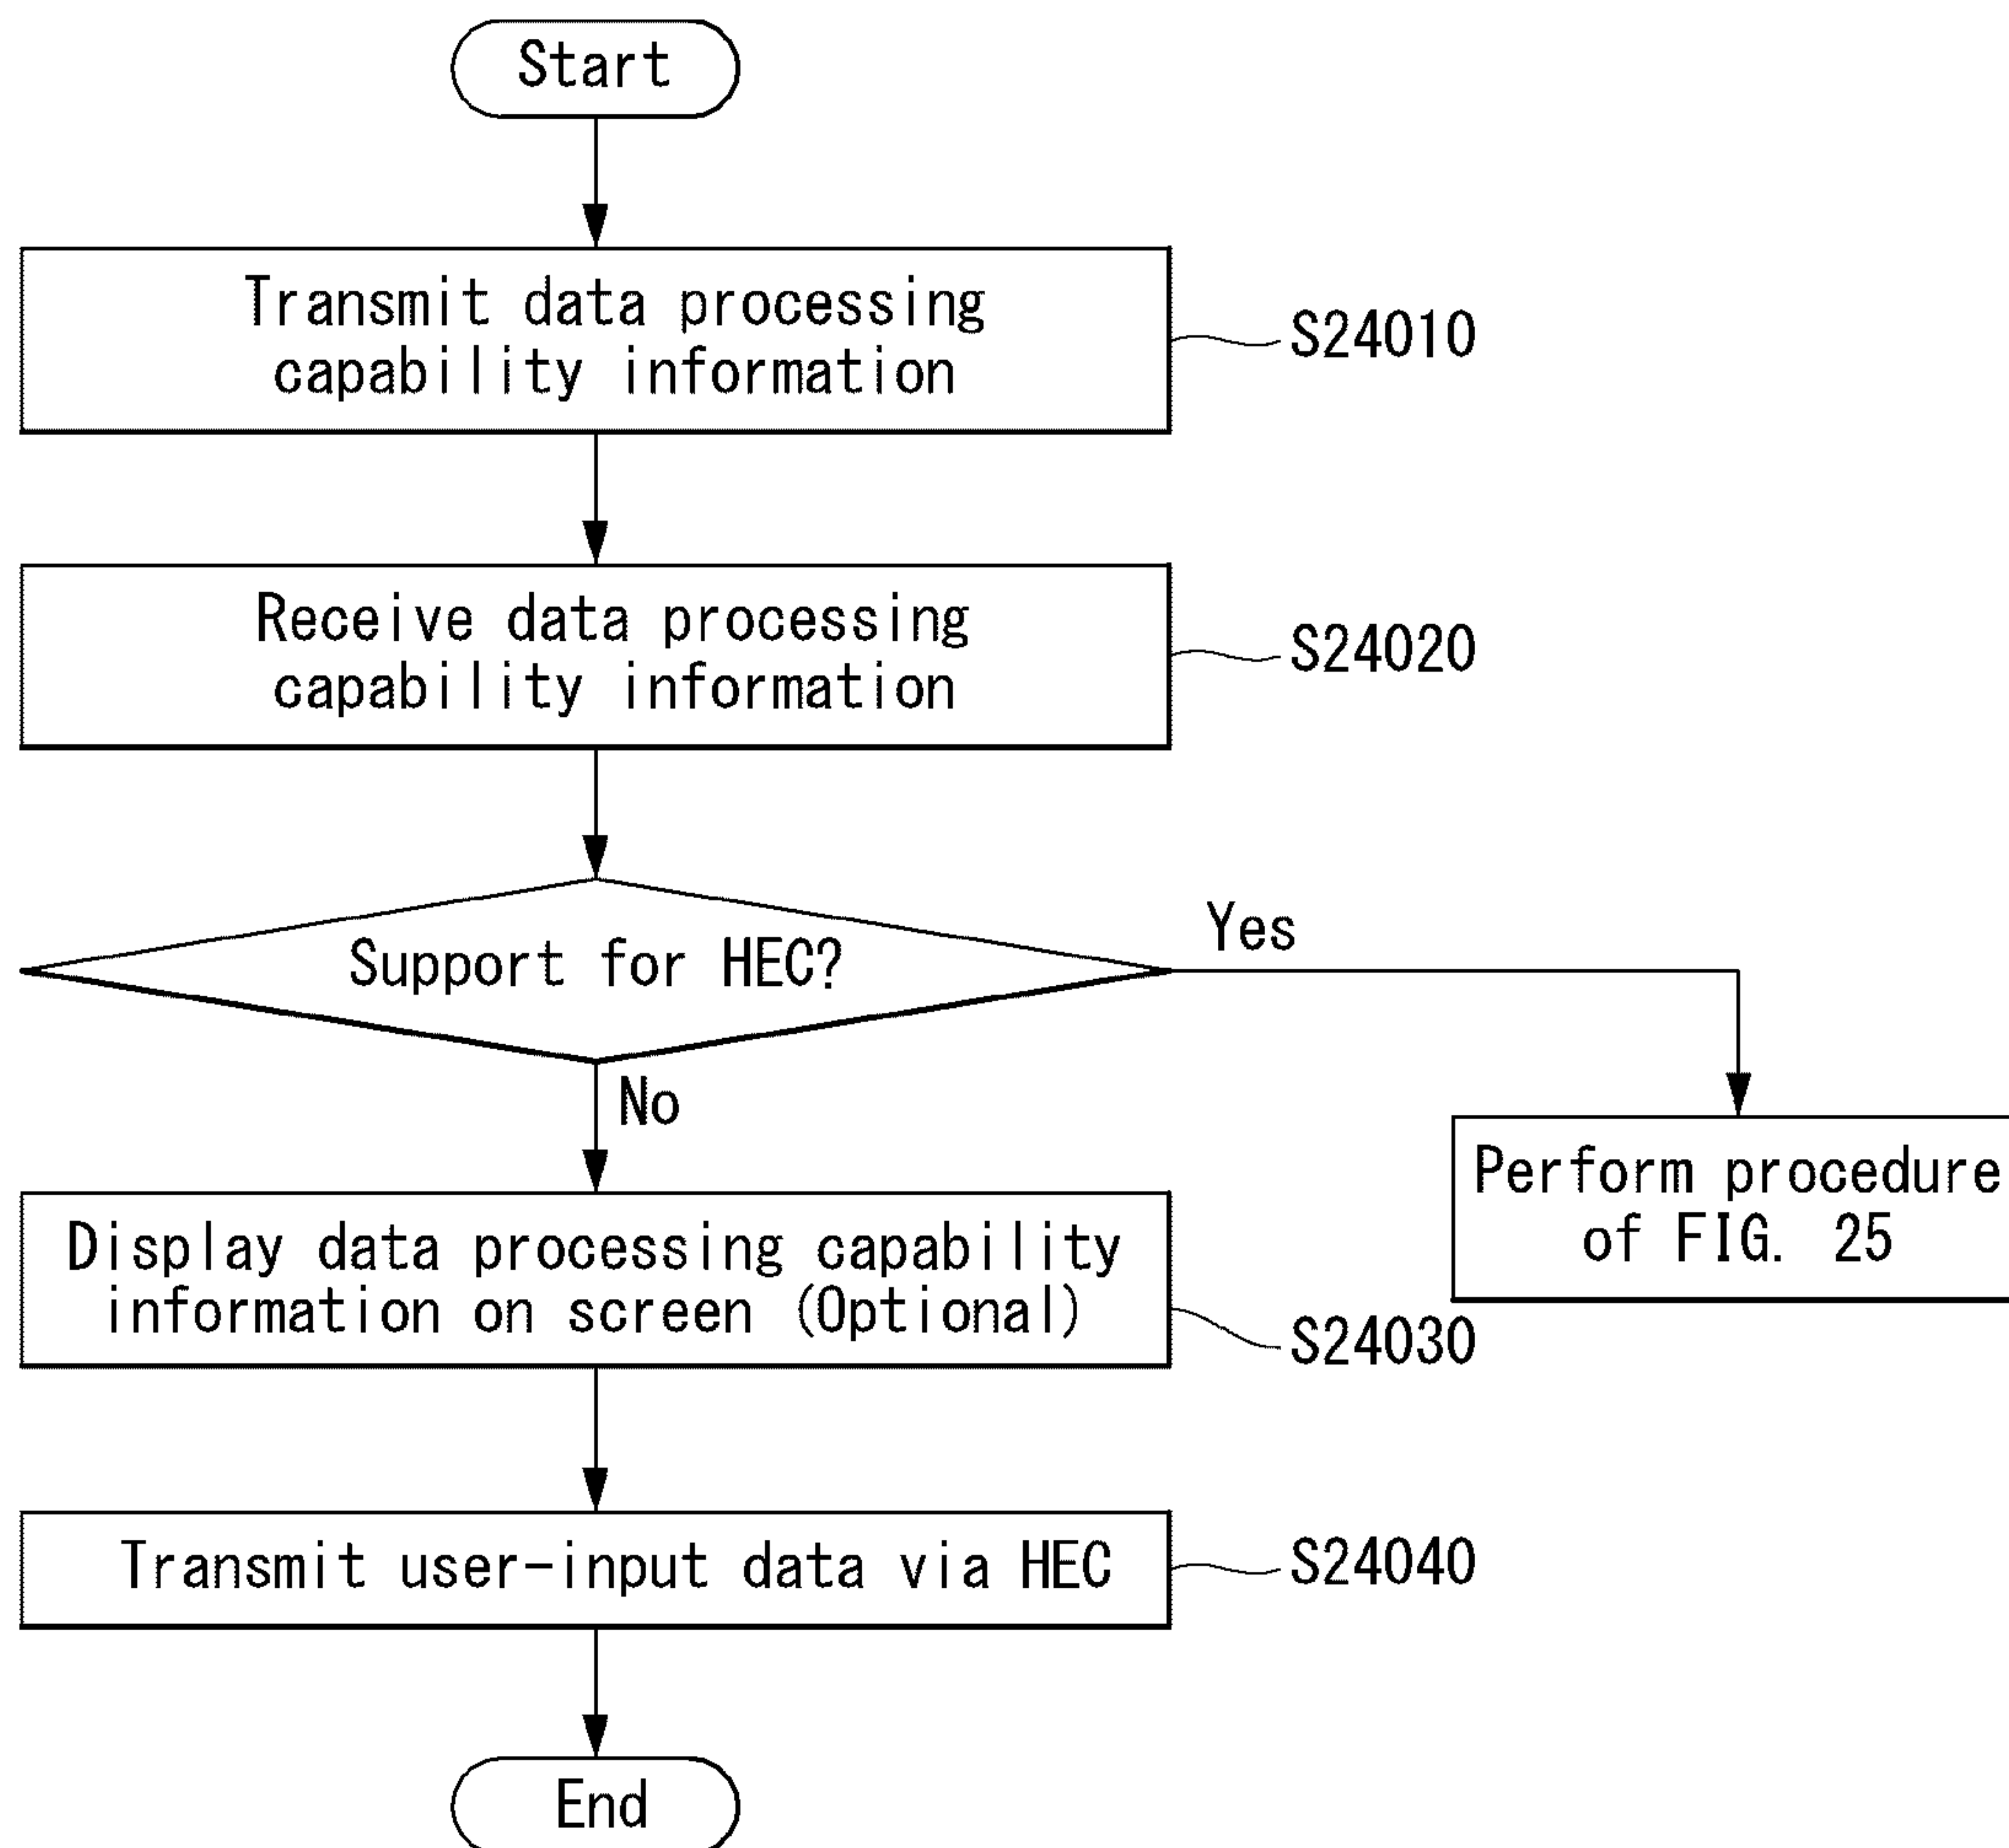 Start
Transmit data processing
capability information
S24010
Receive data processing
capability information
S24020
Support for HEC?
Yes
No
Perform procedure
of FIG. 25
Display data processing capability
information on screen (Optional)
S24030
Transmit user-input data via HEC
S24040
End